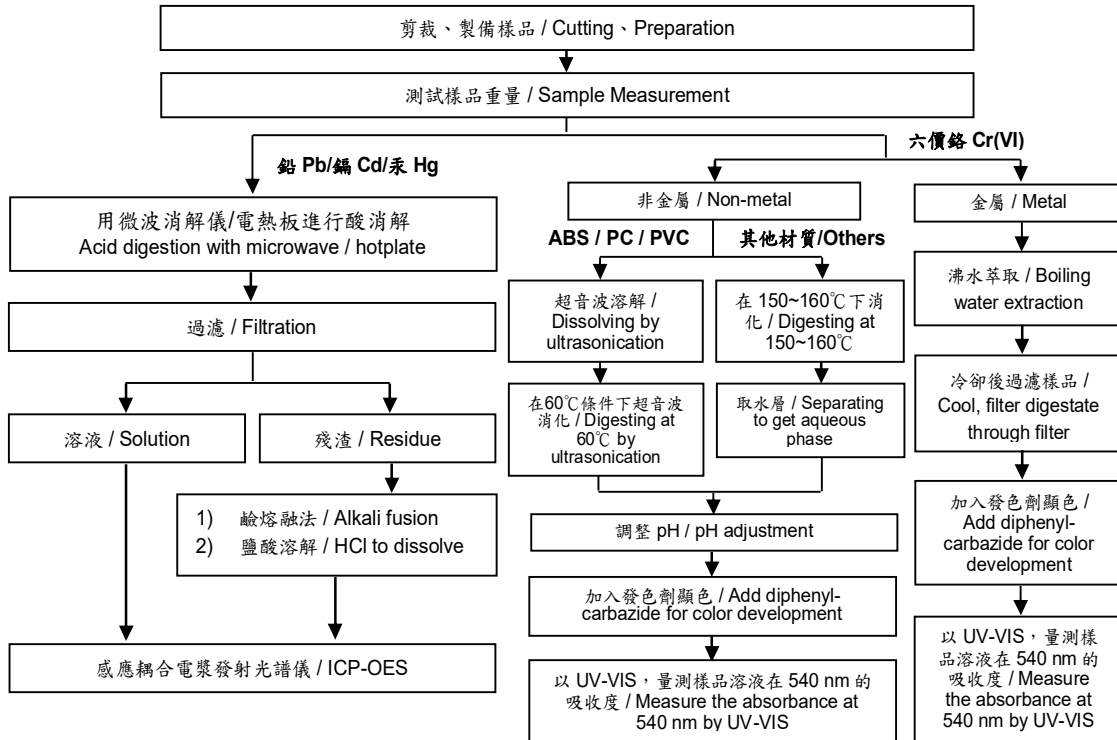 剪裁、製備樣品 / Cutting、Preparation
測試樣品重量 / Sample Measurement
鉛 Pb/鎘 Cd/汞 Hg
六價鉻 Cr(VI)
用微波消解儀/電熱板進行酸消解
Acid digestion with microwave / hotplate
過濾 / Filtration
溶液 / Solution
殘渣 / Residue
1) 鹼熔融法 / Alkali fusion
2) 鹽酸溶解 / HCl to dissolve
感應耦合電漿發射光譜儀 / ICP-OES
非金屬 / Non-metal
ABS / PC / PVC
其他材質/Others
超音波溶解 /
Dissolving by
ultrasonication
在60℃條件下超音波
消化 / Digesting at
60℃ by
ultrasonication
在 150~160℃下消
化 / Digesting at
150~160℃
取水層 / Separating
to get aqueous
phase
調整 pH / pH adjustment
加入發色劑顯色 / Add diphenyl-
carbazide for color development
以 UV-VIS，量測樣品溶液在 540 nm 的
吸收度 / Measure the absorbance at
540 nm by UV-VIS
金屬 / Metal
沸水萃取 / Boiling
water extraction
冷卻後過濾樣品 /
Cool, filter digestate
through filter
加入發色劑顯色 /
Add diphenyl-
carbazide for color
development
以 UV-VIS，量測樣
品溶液在 540 nm 的
吸收度 / Measure
the absorbance at
540 nm by UV-VIS